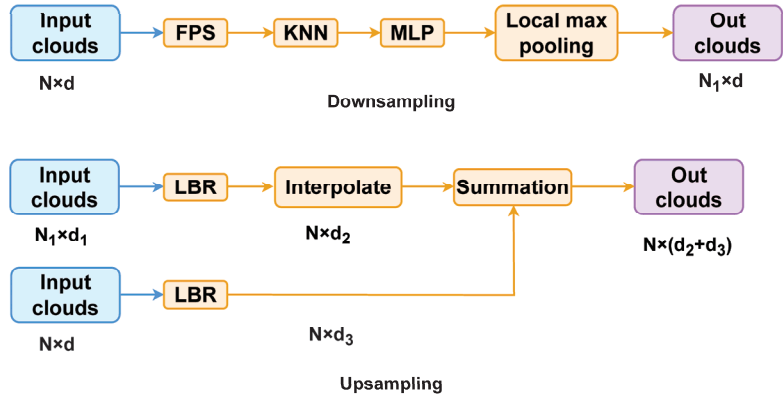 Input
clouds
FPS
KNN
MLP
Local max
pooling
Out
clouds
N×d
N₁×d
Downsampling
Input
clouds
LBR
Interpolate
Summation
Out
clouds
N₁×d₁
N×d₂
N×(d₂+d₃)
Input
clouds
LBR
N×d
N×d₃
Upsampling